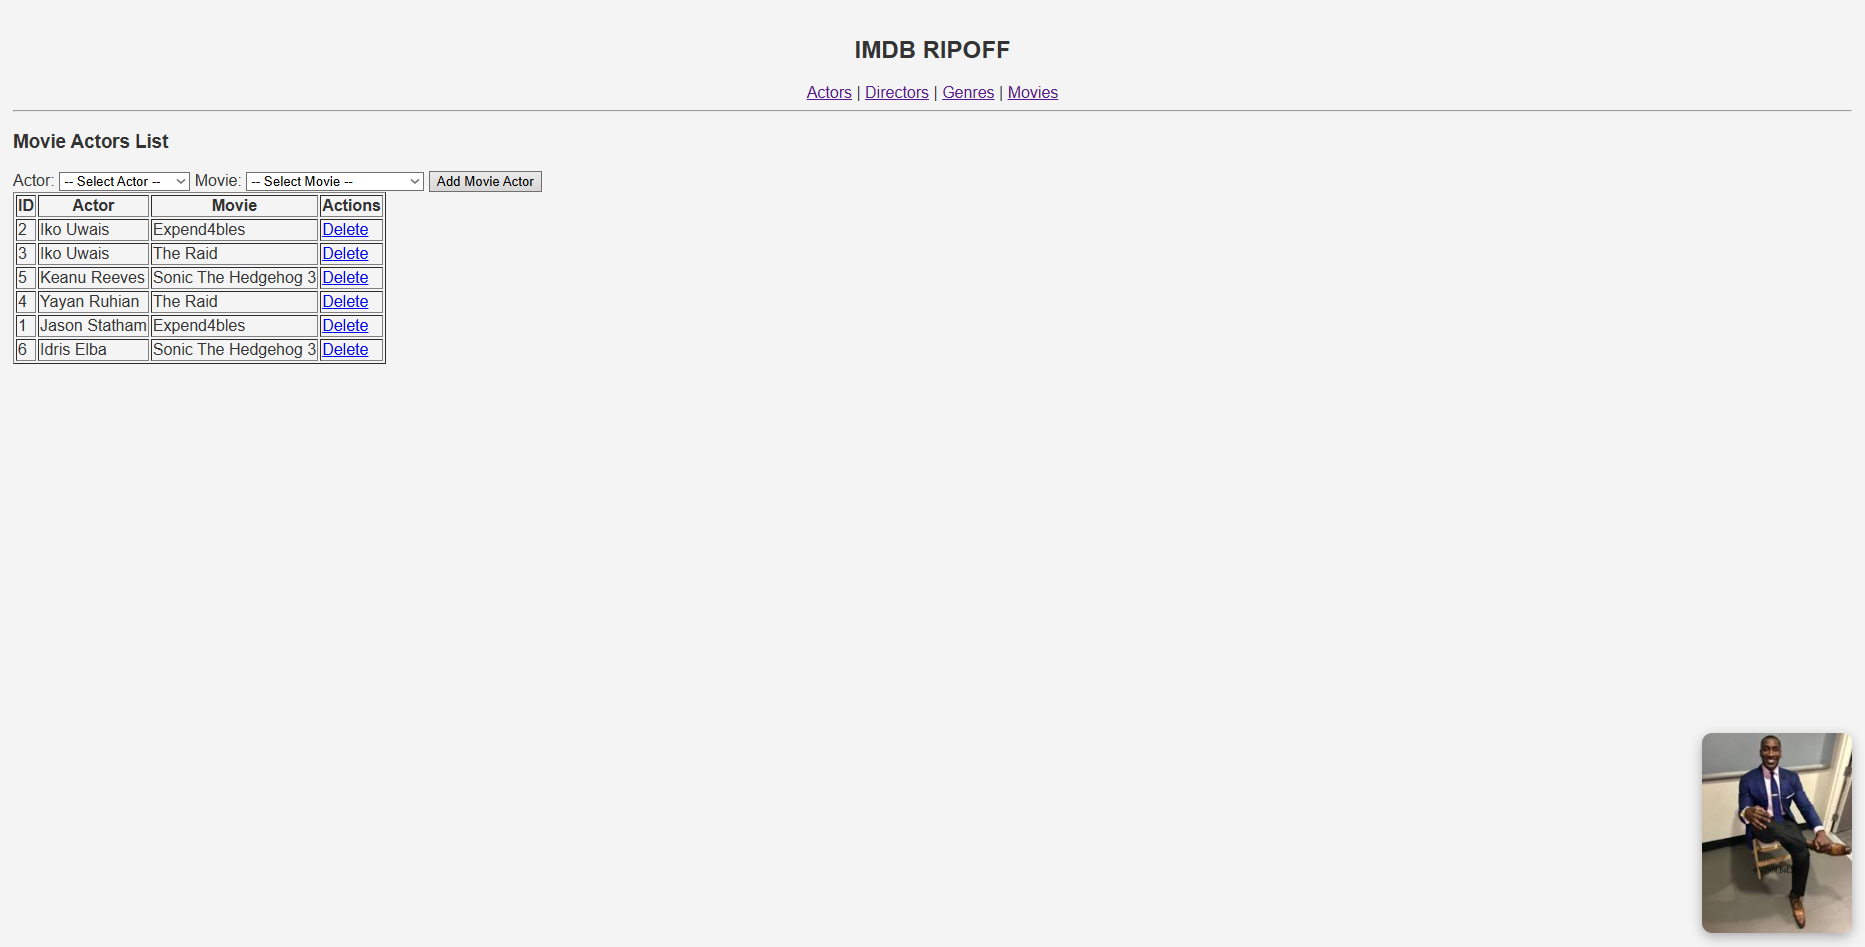 IMDB RIPOFF
Actors | Directors | Genres | Movies
Movie Actors List
Actor: -- Select Actor -- Movie: -- Select Movie -- Add Movie Actor
ID Actor Movie Actions
2 Iko Uwais Expend4bles Delete
3 Iko Uwais The Raid Delete
5 Keanu Reeves Sonic The Hedgehog 3 Delete
4 Yayan Ruhian The Raid Delete
1 Jason Statham Expend4bles Delete
6 Idris Elba Sonic The Hedgehog 3 Delete